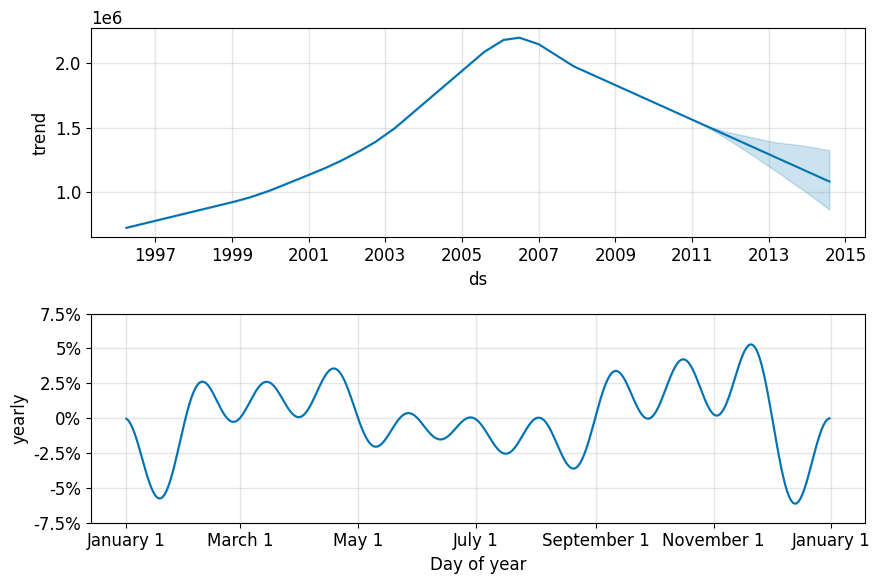 1e6
2.0
1.5
1.0
trend
1997 1999 2001 2003 2005 2007 2009 2011 2013 2015
ds
7.5%
5%
2.5%
0%
-2.5%
-5%
-7.5%
yearly
January 1 March 1 May 1 July 1 September 1 November 1 January 1
Day of year